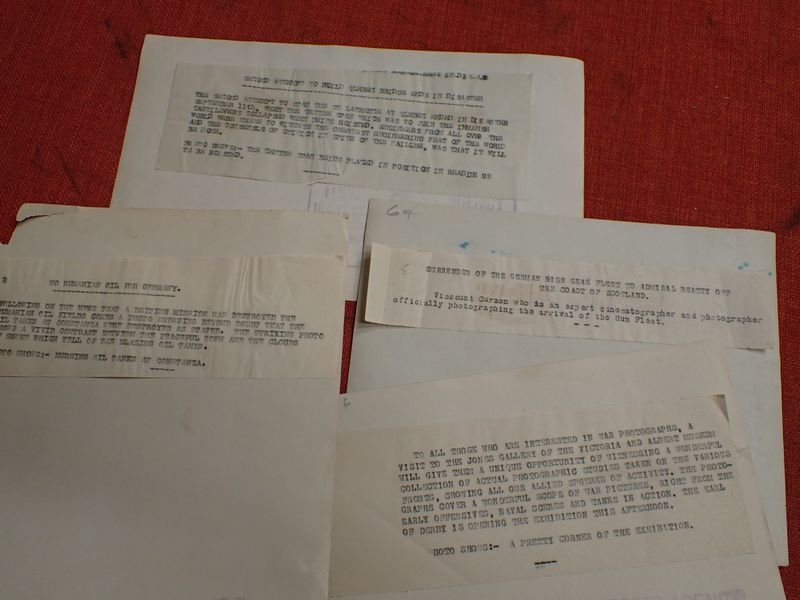 SECOND ATTEMPT TO BUILD QUEBEC BRIDGE ENDS IN DISASTER
THE SECOND ATTEMPT TO SPAN THE ST LAWRENCE AT QUEBEC ENDED IN DISASTER
SEPTEMBER 11th, WHEN THE CENTRE SPAN WHICH WAS TO JOIN THE IMMENSE
CANTILEVERS COLLAPSED WHEN BEING HOISTED. ENGINEERS FROM ALL OVER THE
WORLD WERE THERE TO WITNESS THE GREATEST ENGINEERING FEAT OF THE WORLD
AND THE CONSENSUS OF OPINION IN SPITE OF THE FAILURE, WAS THAT IT WILL
BE DONE.
PHOTO SHOWS:- THE CENTRE SPAN BEING PLACED IN POSITION IN READINESS
TO BE HOISTED.
R
NO RUMANIAN OIL FOR GERMANY.
FOLLOWING ON THE NEWS THAT A BRITISH MISSION HAS DESTROYED THE
RUMANIAN OIL FIELDS COMES A PHOTO SHOWING BEYOND DOUBT THAT THE
OIL TANKS AT CONSTANZA WERE DESTROYED AS STATED. THE STRIKING PHOTO
SHOWS A VIVID CONTRAST BETWEEN THE PEACEFUL TOWN AND THE CLOUDS
OF SMOKE WHICH TELL OF THE BLAZING OIL TANKS.
PHOTO SHOWS:- BURNING OIL TANKS AT CONSTANZA.
64
5
SURRENDER OF THE GERMAN HIGH SEAS FLEET TO ADMIRAL BEATTY OFF
THE COAST OF SCOTLAND.
Viscount Curzon who is an expert cinematographer and photographer
officially photographing the arrival of the Hun Fleet.
TO ALL THOSE WHO ARE INTERESTED IN WAR PHOTOGRAPHS, A
VISIT TO THE JONES GALLERY OF THE VICTORIA AND ALBERT MUSEUM
WILL GIVE THEM A UNIQUE OPPORTUNITY OF WITNESSING A WONDERFUL
COLLECTION OF ACTUAL PHOTOGRAPHIC STUDIES TAKEN ON THE VARIOUS
FRONTS, SHOWING ALL OUR ALLIED SPHERES OF ACTIVITY. THE PHOTO-
GRAPHS COVER A WONDERFUL SCOPE OF WAR PICTURES, RIGHT FROM THE
EARLY OFFENSIVES, NAVAL SCENES AND TANKS IN ACTION. THE EARL
OF DERBY IS OPENING THE EXHIBITION THIS AFTERNOON.
PHOTO SHOWS:- A PRETTY CORNER OF THE EXHIBITION.